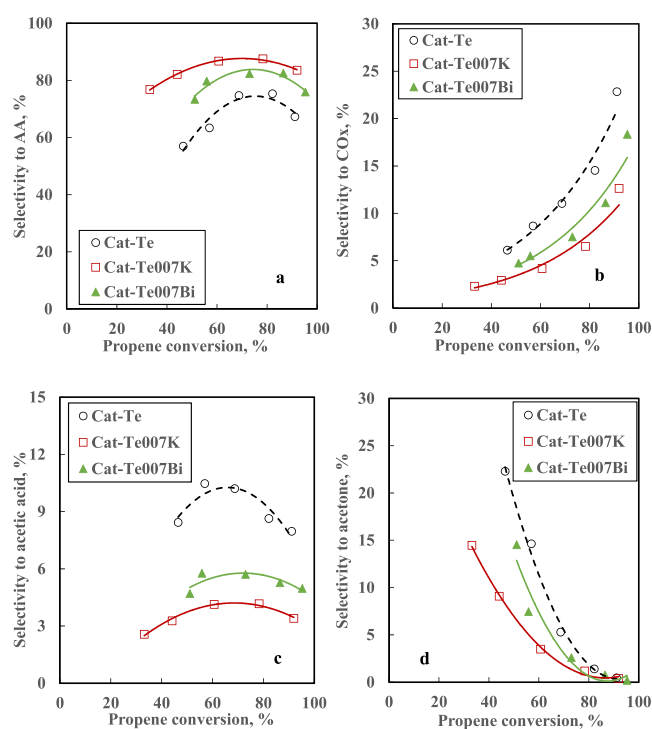 100
80
60
40
20
0
Selectivity to AA, %
Cat-Te
Cat-Te007K
Cat-Te007Bi
a
0 20 40 60 80 100
Propene conversion, %
30
25
20
15
10
5
0
Selectivity to COx, %
Cat-Te
Cat-Te007K
Cat-Te007Bi
b
0 20 40 60 80 100
Propene conversion, %
15
12
9
6
3
0
Selectivity to acetic acid, %
Cat-Te
Cat-Te007K
Cat-Te007Bi
c
0 20 40 60 80 100
Propene conversion, %
30
25
20
15
10
5
0
Selectivity to acetone, %
Cat-Te
Cat-Te007K
Cat-Te007Bi
d
0 20 40 60 80 100
Propene conversion, %